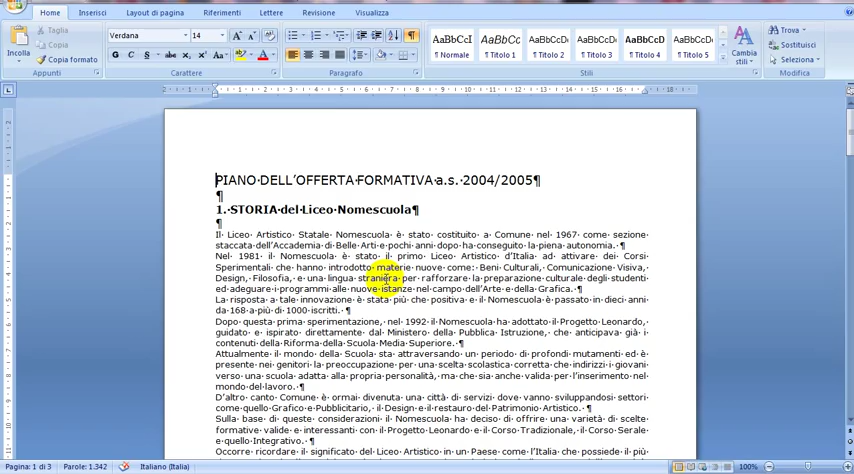 Home Inserisci Layout di pagina Riferimenti Lettere Revisione Visualizza
Incolla
Taglia
Copia
Copia formato
Appunti
Verdana 14
G C S
Carattere
Paragrafo
AaBbCcI AaBbCc AaBbCcDc AaBbCcDc AaBbCcD AaBbCcDc
¶ Normale ¶ Titolo 1 ¶ Titolo 2 ¶ Titolo 3 ¶ Titolo 4 ¶ Titolo 5
Stili
Cambia
stili
Trova
Sostituisci
Seleziona
Modifica
PIANO·DELL'OFFERTA·FORMATIVA·a.s.·2004/2005¶
¶
1.·STORIA·del·Liceo·Nomescuola¶
¶
Il· Liceo· Artistico· Statale· Nomescuola· è· stato· costituito· a· Comune· nel· 1967· come· sezione·
staccata·dell'Accademia·di·Belle·Arti·e·pochi·anni·dopo·ha·conseguito·la·piena·autonomia.·¶
Nel· 1981· il· Nomescuola· è· stato· il· primo· Liceo· Artistico· d'Italia· ad· attivare· dei· Corsi·
Sperimentali· che· hanno· introdotto· materie· nuove· come:· Beni· Culturali,· Comunicazione· Visiva,·
Design,· Filosofia,· e· una· lingua· straniera· per· rafforzare· la· preparazione· culturale· degli· studenti·
ed·adeguare·i·programmi·alle·nuove·istanze·nel·campo·dell'Arte·e·della·Grafica.·¶
La· risposta· a· tale· innovazione· è· stata· più· che· positiva· e· il· Nomescuola· è· passato· in· dieci· anni·
da·168·a·più·di·1000·iscritti.·¶
Dopo· questa· prima· sperimentazione,· nel· 1992· il· Nomescuola· ha· adottato· il· Progetto· Leonardo,·
guidato· e· ispirato· direttamente· dal· Ministero· della· Pubblica· Istruzione,· che· anticipava· già· i·
contenuti·della·Riforma·della·Scuola·Media·Superiore.·¶
Attualmente· il· mondo· della· Scuola· sta· attraversando· un· periodo· di· profondi· mutamenti· ed· è·
presente· nei· genitori· la· preoccupazione· per· una· scelta· scolastica· corretta· che· indirizzi· i· giovani·
verso· una· scuola· adatta· alla· propria· personalità,· ma· che· sia· anche· valida· per· l'inserimento· nel·
mondo·del·lavoro.·¶
D'altro· canto· Comune· è· ormai· divenuta· una· città· di· servizi· dove· vanno· sviluppandosi· settori·
come·quello·Grafico·e·Pubblicitario,·il·Design·e·il·restauro·del·Patrimonio·Artistico.·¶
Sulla· base· di· queste· considerazioni· il· Nomescuola· ha· deciso· di· offrire· una· varietà· di· scelte·
formative· valide· e· interessanti· con· il· Progetto· Leonardo· e· il· Corso· Tradizionale,· il· Corso· Serale·
e·quello·Integrativo.·¶
Occorre· ricordare· il· significato· del· Liceo· Artistico· in· un· Paese· come· l'Italia· che· possiede· il· più·
Pagina: 1 di 3 Parole: 1.342 Italiano (Italia) 100%